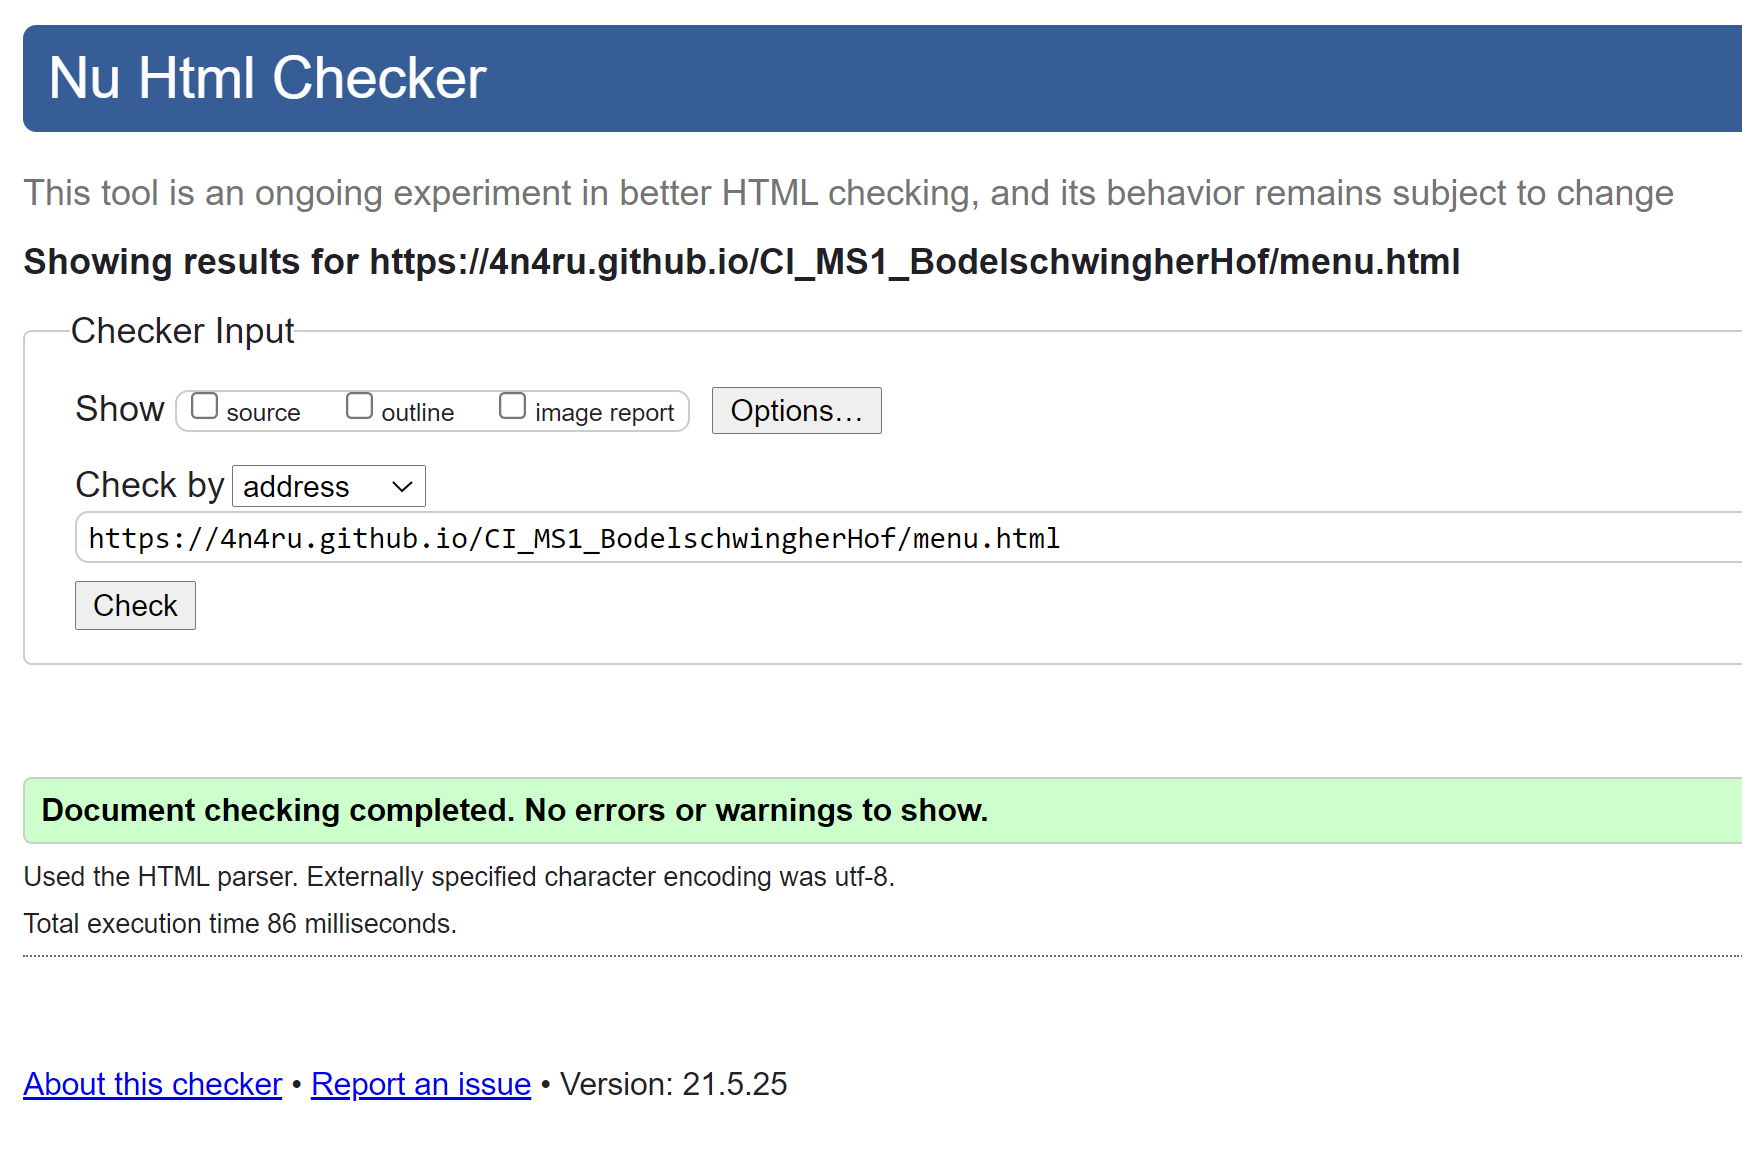 Nu Html Checker
This tool is an ongoing experiment in better HTML checking, and its behavior remains subject to change
Showing results for https://4n4ru.github.io/CI_MS1_BodelschwingherHof/menu.html
Checker Input
Show source outline image report Options…
Check by address
https://4n4ru.github.io/CI_MS1_BodelschwingherHof/menu.html
Check
Document checking completed. No errors or warnings to show.
Used the HTML parser. Externally specified character encoding was utf-8.
Total execution time 86 milliseconds.
About this checker • Report an issue • Version: 21.5.25